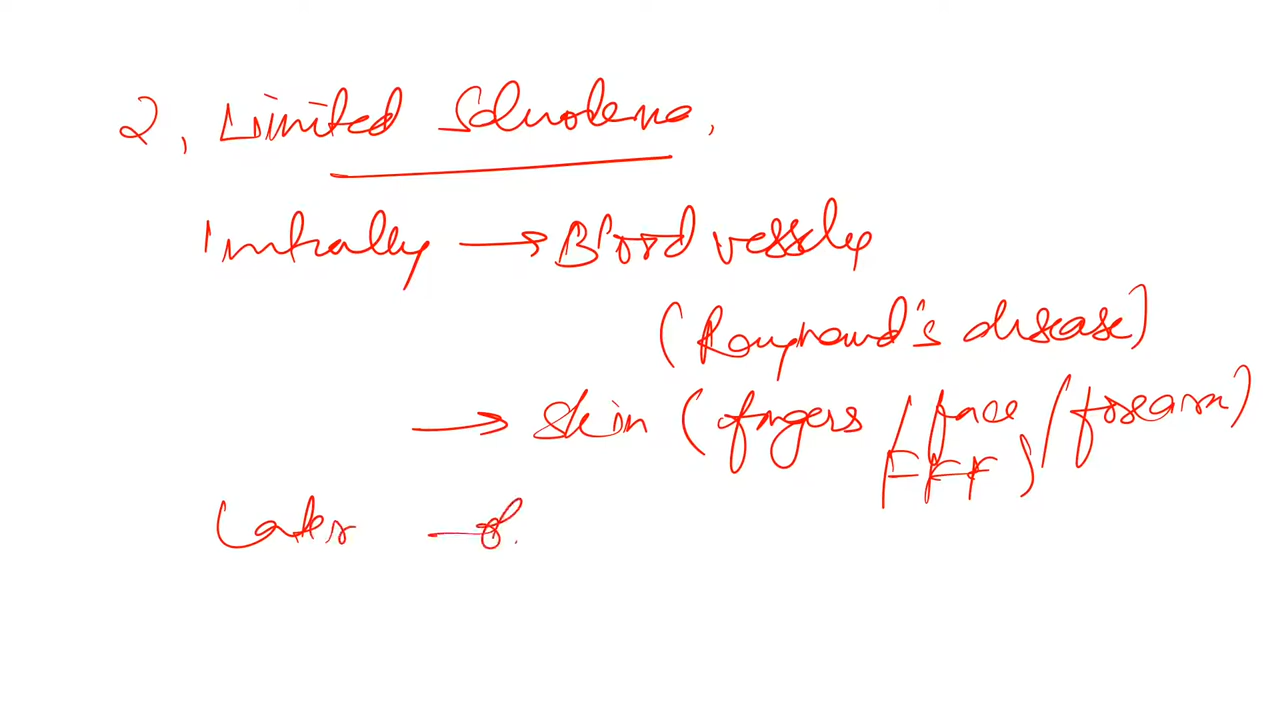 2, Limited Scleroderma,
Initially → Blood vessels
(Raynaud's disease)
→ Skin (fingers / face / forearm)
FFF)
Later